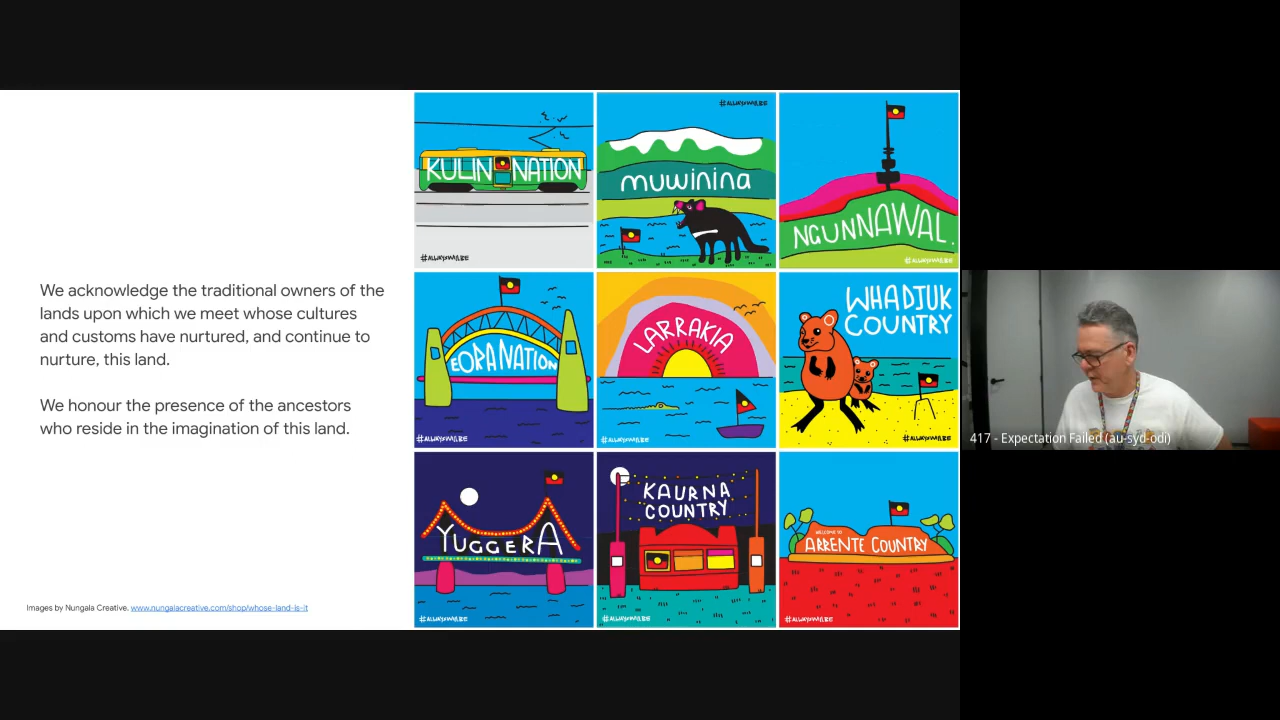 We acknowledge the traditional owners of the
lands upon which we meet whose cultures
and customs have nurtured, and continue to
nurture, this land.
We honour the presence of the ancestors
who reside in the imagination of this land.
Images by Nungala Creative. www.nungalacreative.com/shop/whose-land-is-it
KULIN NATION
muwinina
NGUNNAWAL.
EORA NATION
LARRAKIA
WHADJUK
COUNTRY
YUGGERA
KAURNA
COUNTRY
WELCOME TO
ARRENTE COUNTRY
417 - Expectation Failed (au-syd-odi)